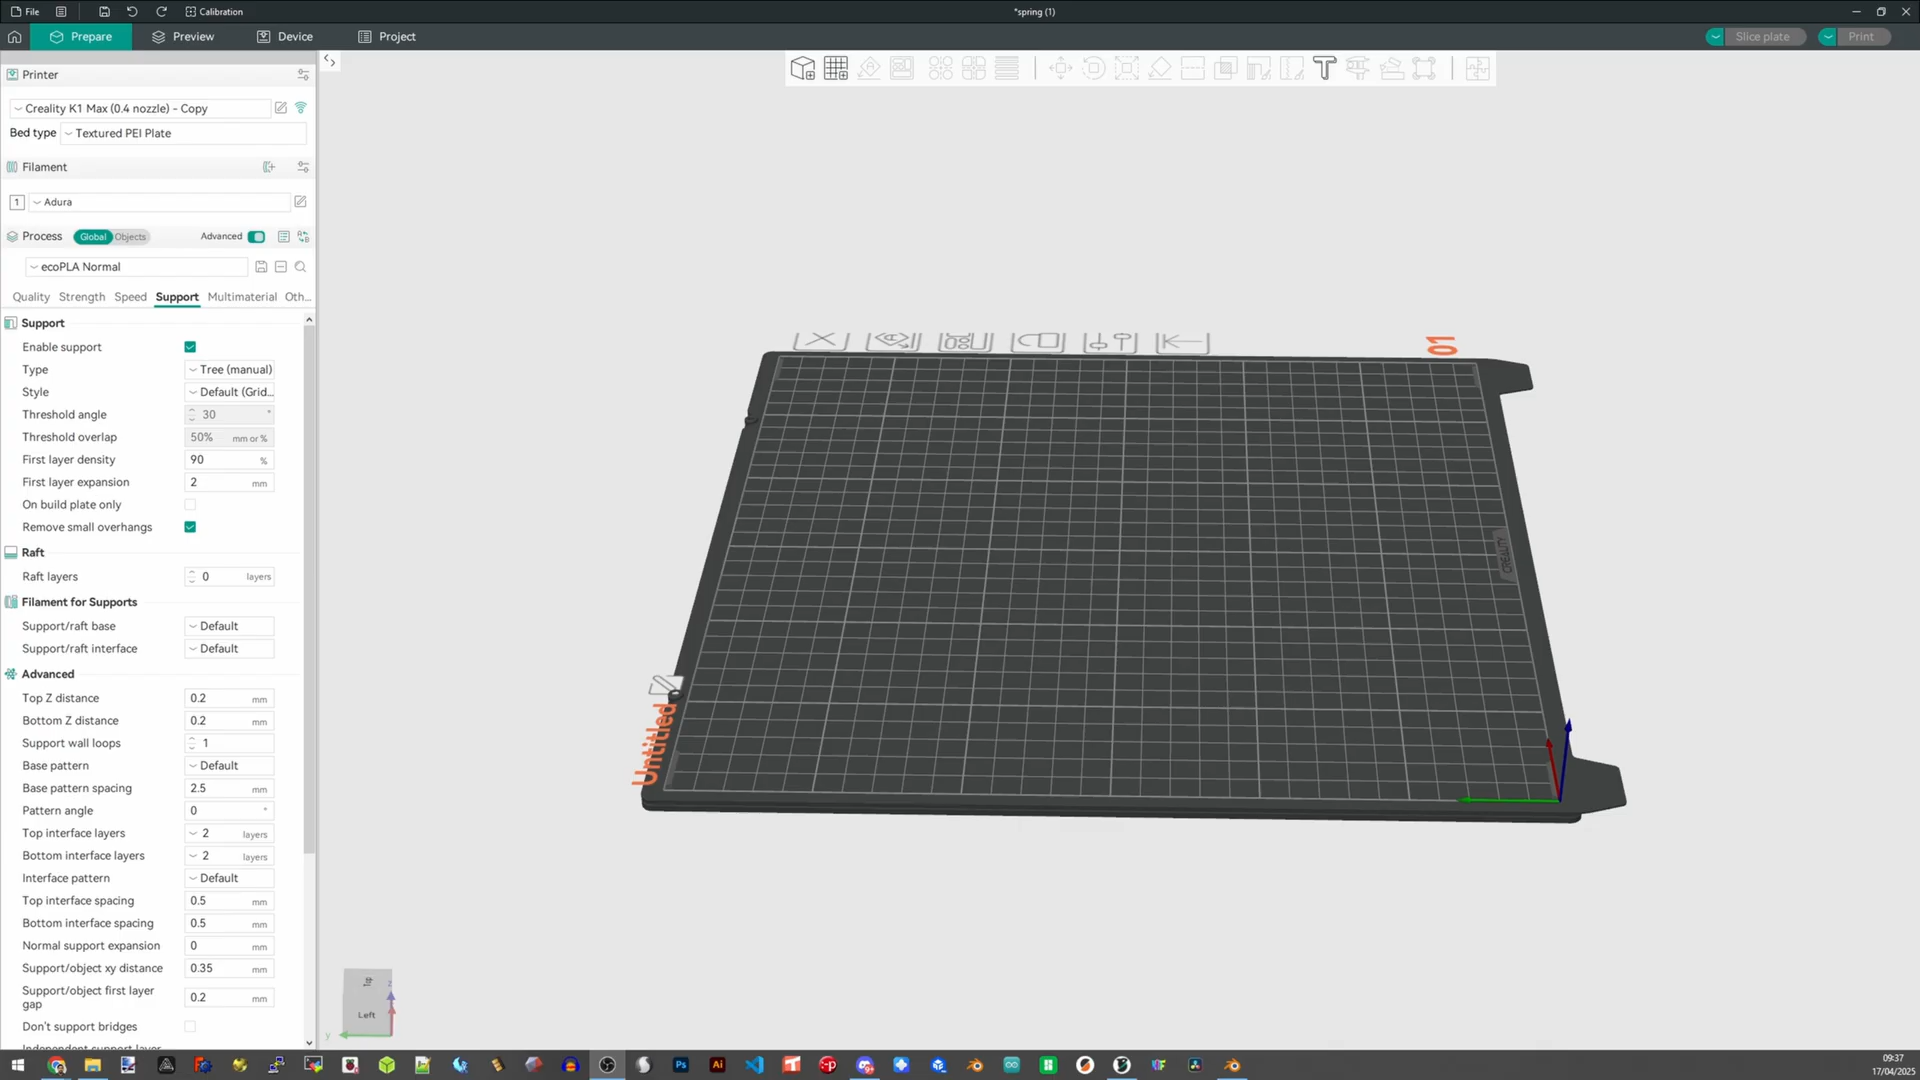 File
Calibration
*spring (1)
Prepare
Preview
Device
Project
Slice plate
Print
Printer
Creality K1 Max (0.4 nozzle) - Copy
Bed type
Textured PEI Plate
Filament
1
Adura
Process
Global
Objects
Advanced
ecoPLA Normal
Quality
Strength
Speed
Support
Multimaterial
Oth...
Support
Enable support
Type
Tree (manual)
Style
Default (Grid...
Threshold angle
30
°
Threshold overlap
50%
mm or %
First layer density
90
%
First layer expansion
2
mm
On build plate only
Remove small overhangs
Raft
Raft layers
0
layers
Filament for Supports
Support/raft base
Default
Support/raft interface
Default
Advanced
Top Z distance
0.2
mm
Bottom Z distance
0.2
mm
Support wall loops
1
Base pattern
Default
Base pattern spacing
2.5
mm
Pattern angle
0
°
Top interface layers
2
layers
Bottom interface layers
2
layers
Interface pattern
Default
Top interface spacing
0.5
mm
Bottom interface spacing
0.5
mm
Normal support expansion
0
mm
Support/object xy distance
0.35
mm
Support/object first layer
gap
0.2
mm
Don't support bridges
Independent support layer
01
CREALITY
Untitled
Left
z
y
Ps
Ai
09:37
17/04/2025